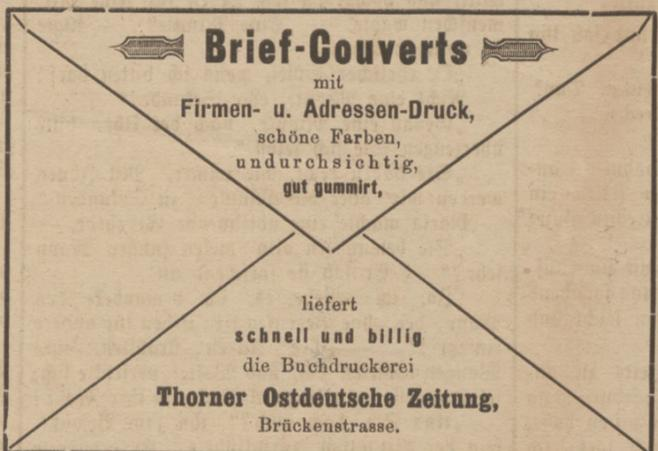 Brief-Couverts
mit
Firmen- u. Adressen-Druck,
schöne Farben,
undurchsichtig,
gut gummirt,
liefert
schnell und billig
die Buchdruckerei
Thorner Ostdeutsche Zeitung,
Brückenstrasse.